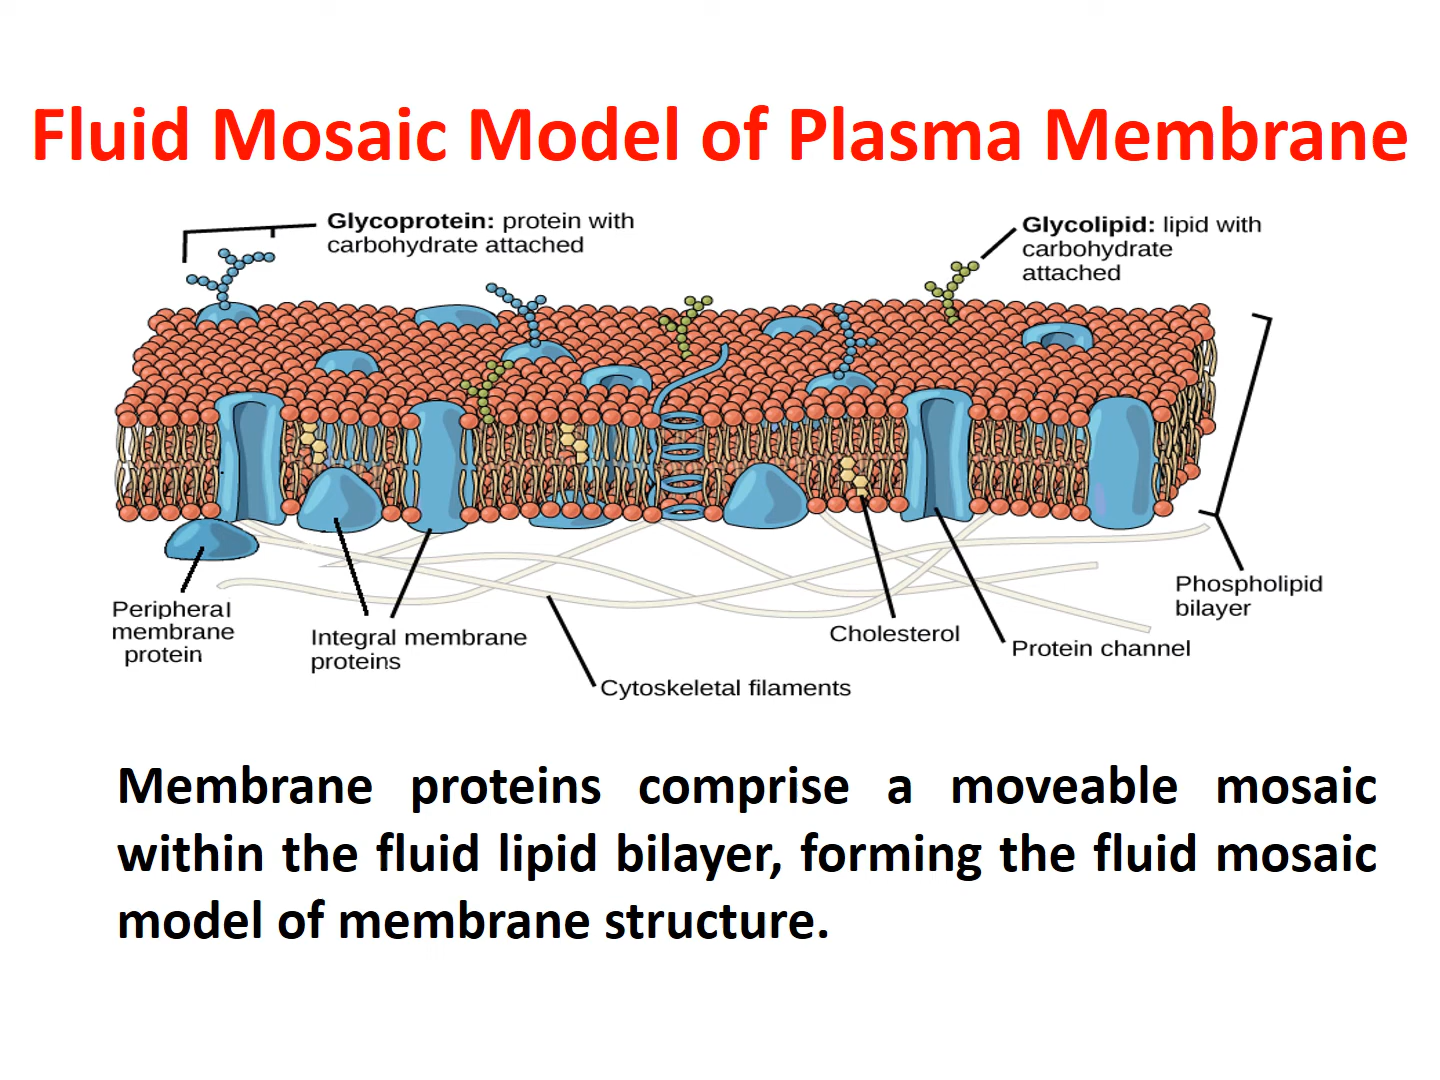 Fluid Mosaic Model of Plasma Membrane
Glycoprotein: protein with
carbohydrate attached
Glycolipid: lipid with
carbohydrate
attached
Phospholipid
bilayer
Peripheral
membrane
protein
Integral membrane
proteins
Cholesterol
Protein channel
Cytoskeletal filaments
Membrane proteins comprise a moveable mosaic
within the fluid lipid bilayer, forming the fluid mosaic
model of membrane structure.